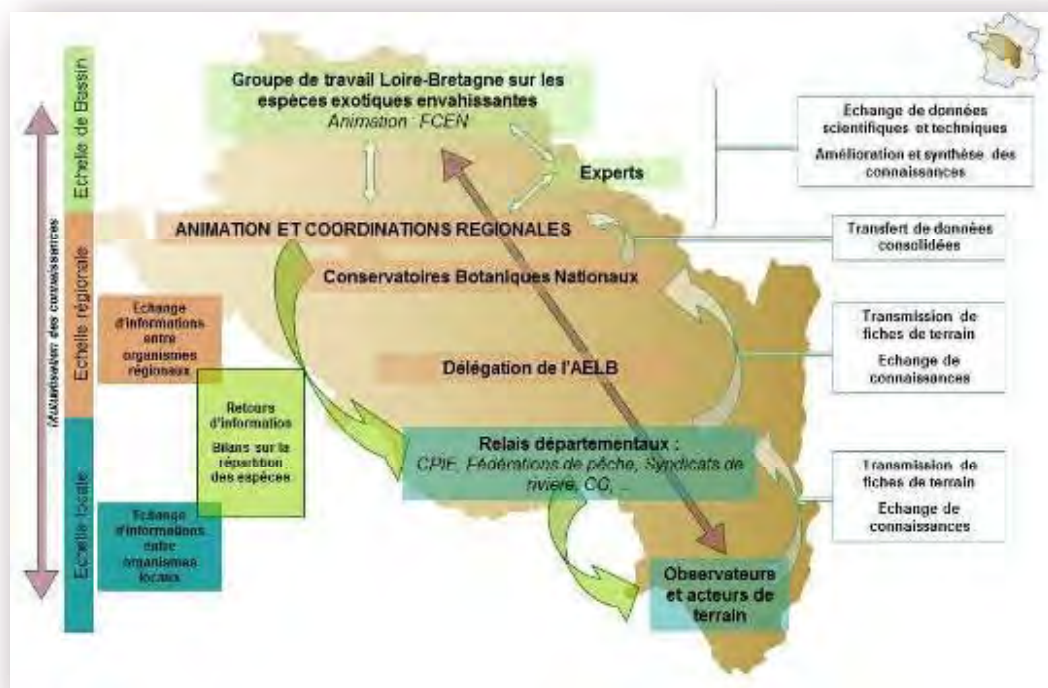 Groupe de travail Loire-Bretagne sur les
espèces exotiques envahissantes
Animation : FCEN
Experts
ANIMATION ET COORDINATIONS REGIONALES
Conservatoires Botaniques Nationaux
Délégation de l'AELB
Relais départementaux :
CPIE, Fédérations de pêche, Syndicats de
rivière, CG, ...
Observateurs
et acteurs de
terrain
Mutualisation des connaissances
Echelle de Bassin
Echelle régionale
Echelle locale
Echange
d'informations
entre
organismes
régionaux
Retours
d'information
Bilans sur la
répartition
des espèces
Echange
d'informations
entre
organismes
locaux
Echange de données
scientifiques et techniques
Amélioration et synthèse des
connaissances
Transfert de données
consolidées
Transmission de
fiches de terrain
Echange de
connaissances
Transmission de
fiches de terrain
Echange de
connaissances